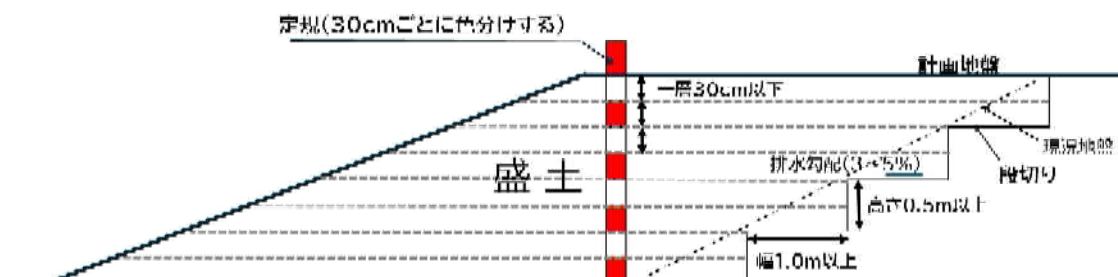 定規(30cmごとに色分けする)
計画地盤
一層30cm以下
現況地盤
排水勾配(3~5%)
段切り
盛土
高さ0.5m以上
幅1.0m以上